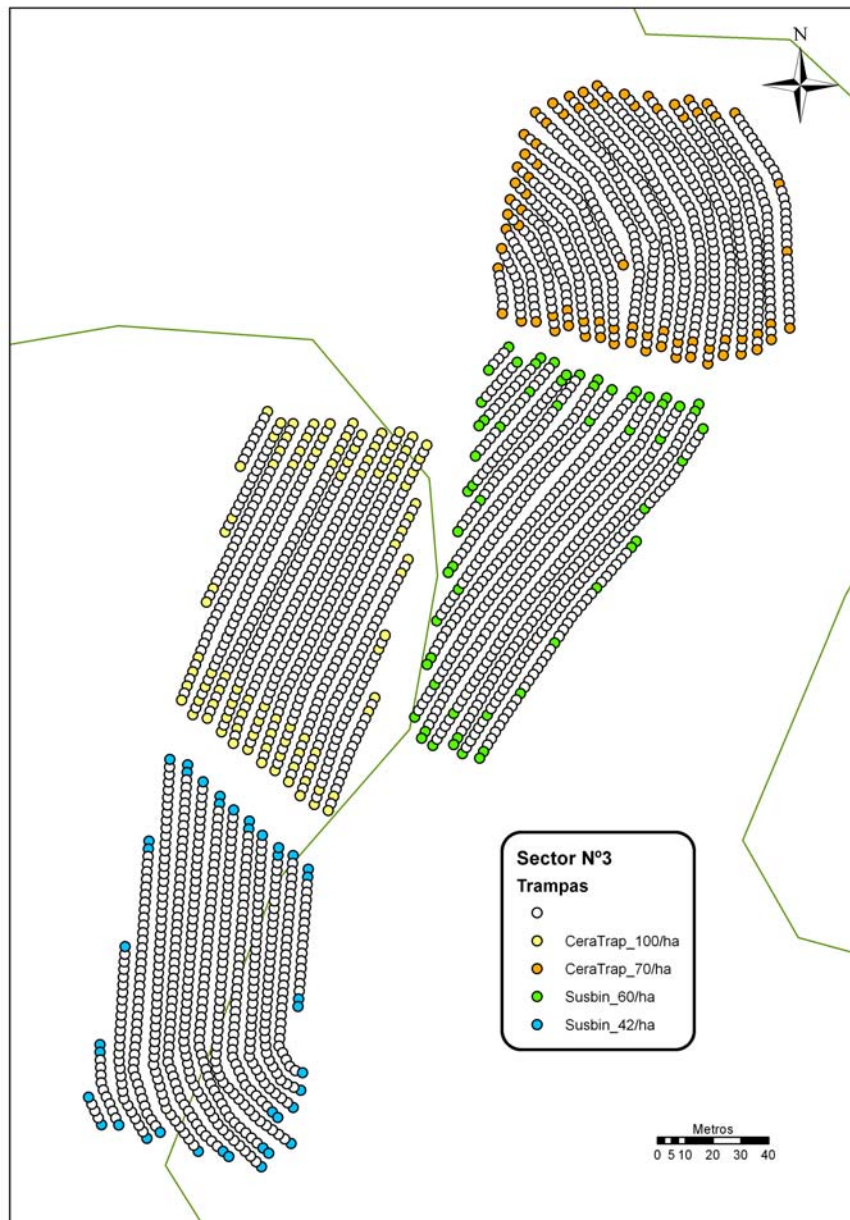 N
Sector Nº3
Trampas
CeraTrap_100/ha
CeraTrap_70/ha
Susbin_60/ha
Susbin_42/ha
Metros
0 5 10 20 30 40